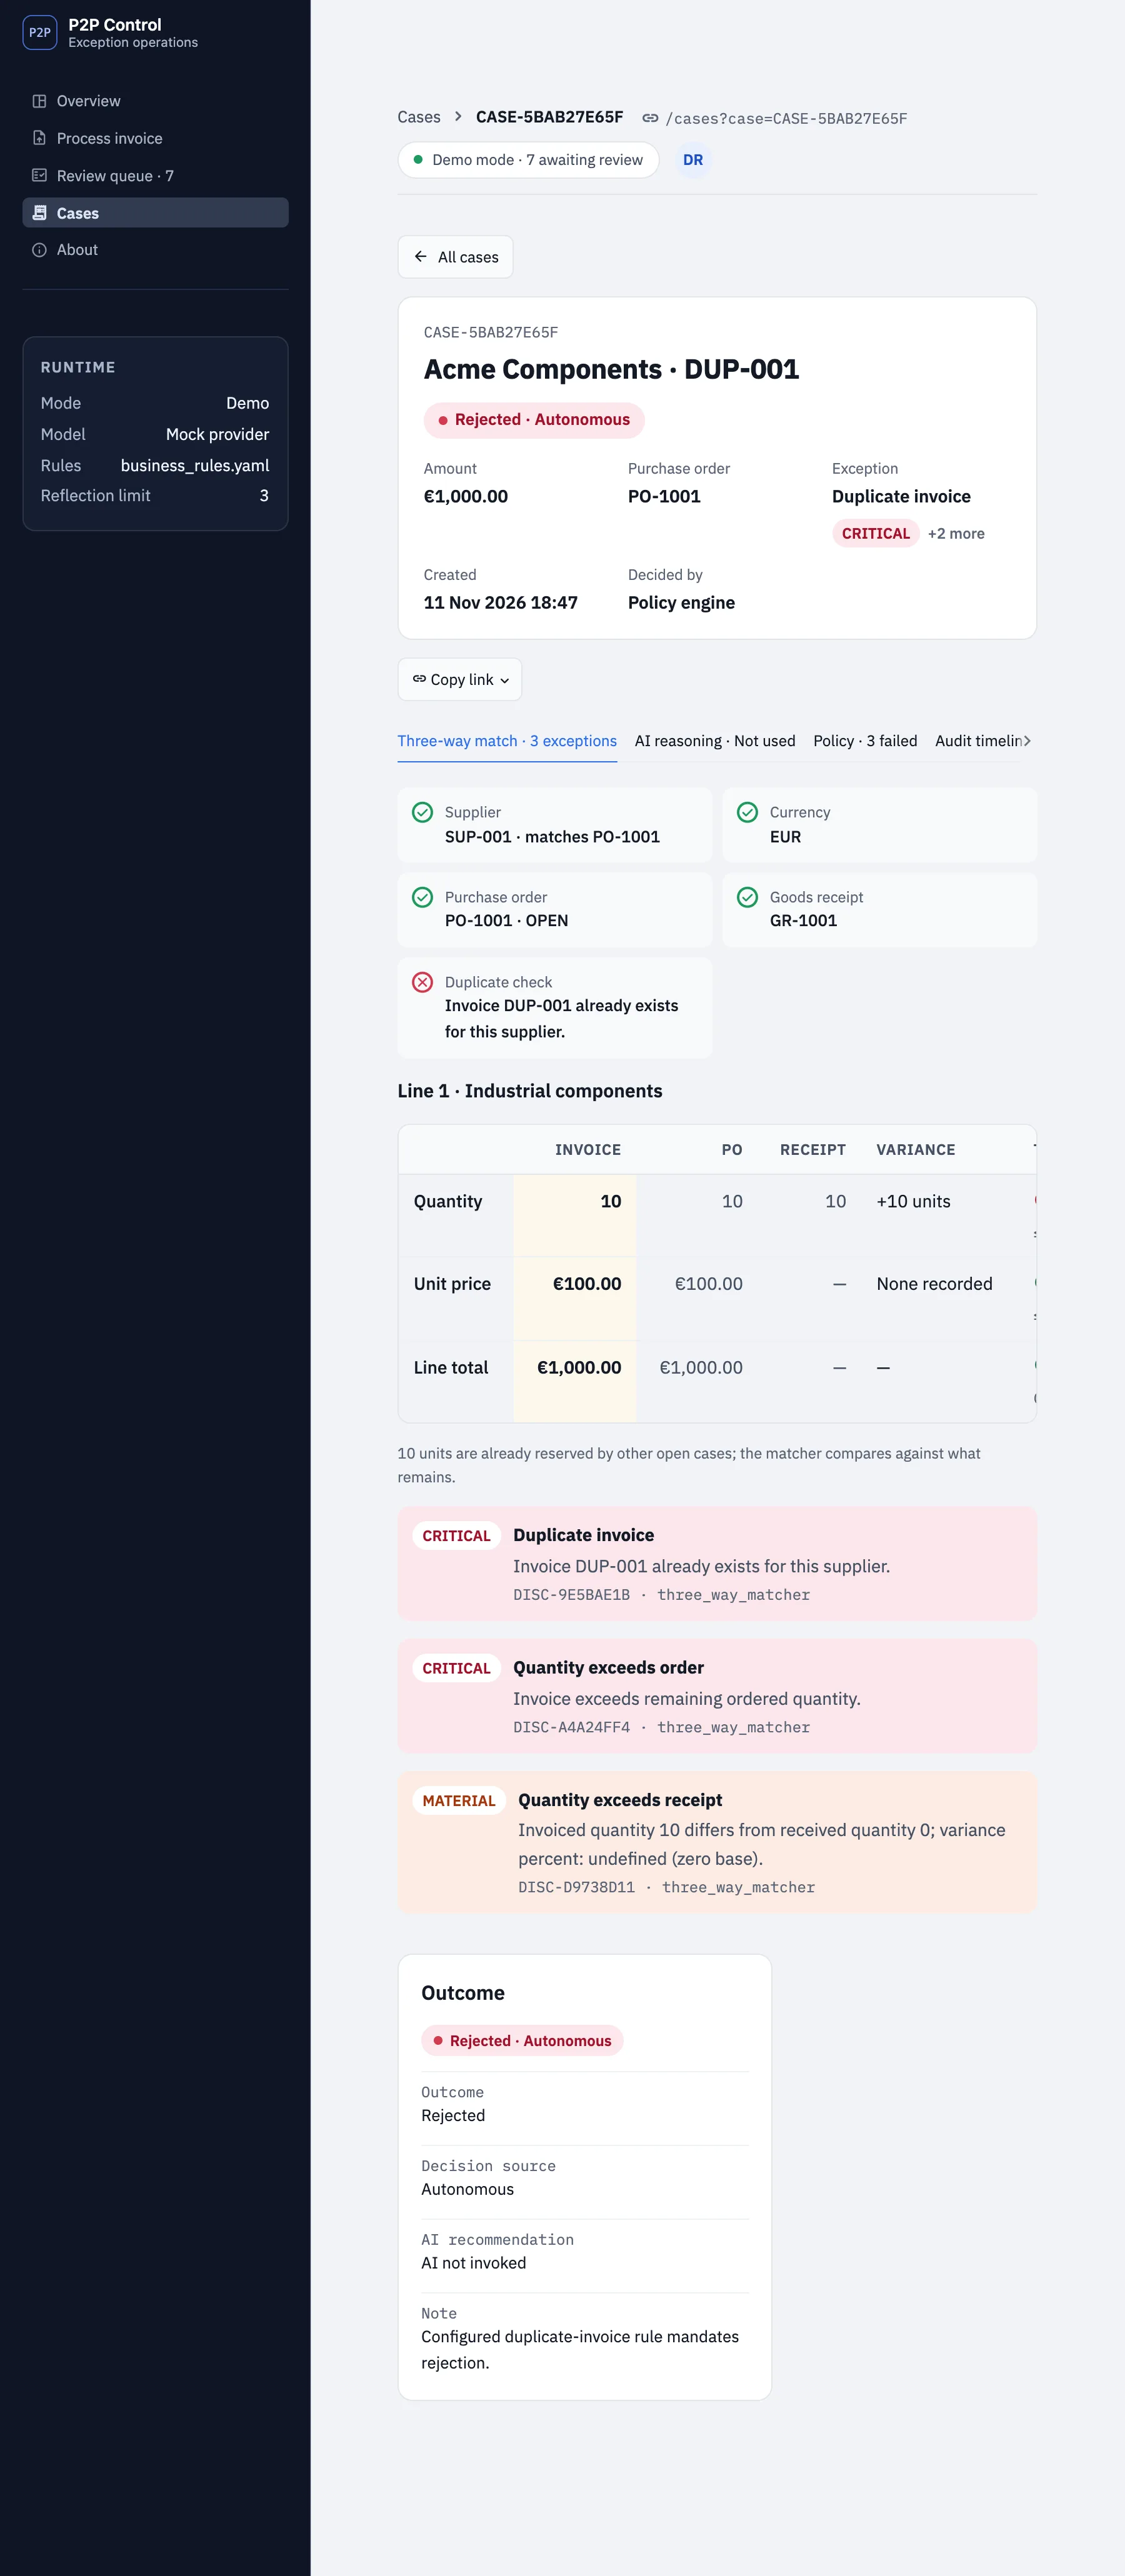 P2P
P2P Control
Exception operations
Overview
Process invoice
Review queue · 7
Cases
About
RUNTIME
Mode Demo
Model Mock provider
Rules business_rules.yaml
Reflection limit 3
Cases > CASE-5BAB27E65F /cases?case=CASE-5BAB27E65F
Demo mode · 7 awaiting review DR
All cases
CASE-5BAB27E65F
Acme Components · DUP-001
Rejected · Autonomous
Amount Purchase order Exception
€1,000.00 PO-1001 Duplicate invoice
CRITICAL +2 more
Created Decided by
11 Nov 2026 18:47 Policy engine
Copy link
Three-way match · 3 exceptions AI reasoning · Not used Policy · 3 failed Audit timelin
Supplier Currency
SUP-001 · matches PO-1001 EUR
Purchase order Goods receipt
PO-1001 · OPEN GR-1001
Duplicate check
Invoice DUP-001 already exists
for this supplier.
Line 1 · Industrial components
INVOICE PO RECEIPT VARIANCE
Quantity 10 10 10 +10 units
Unit price €100.00 €100.00 — None recorded
Line total €1,000.00 €1,000.00 — —
10 units are already reserved by other open cases; the matcher compares against what
remains.
CRITICAL Duplicate invoice
Invoice DUP-001 already exists for this supplier.
DISC-9E5BAE1B · three_way_matcher
CRITICAL Quantity exceeds order
Invoice exceeds remaining ordered quantity.
DISC-A4A24FF4 · three_way_matcher
MATERIAL Quantity exceeds receipt
Invoiced quantity 10 differs from received quantity 0; variance
percent: undefined (zero base).
DISC-D9738D11 · three_way_matcher
Outcome
Rejected · Autonomous
Outcome
Rejected
Decision source
Autonomous
AI recommendation
AI not invoked
Note
Configured duplicate-invoice rule mandates
rejection.